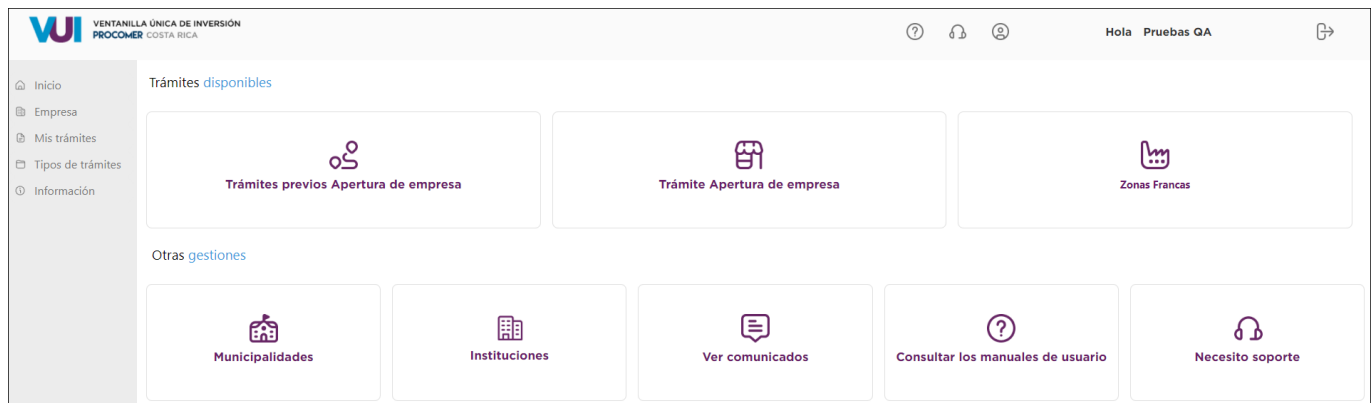 VUI
VENTANILLA ÚNICA DE INVERSIÓN
PROCOMER COSTA RICA
Hola Pruebas QA
Inicio
Empresa
Mis trámites
Tipos de trámites
Información
Trámites disponibles
Trámites previos Apertura de empresa
Trámite Apertura de empresa
Zonas Francas
Otras gestiones
Municipalidades
Instituciones
Ver comunicados
Consultar los manuales de usuario
Necesito soporte